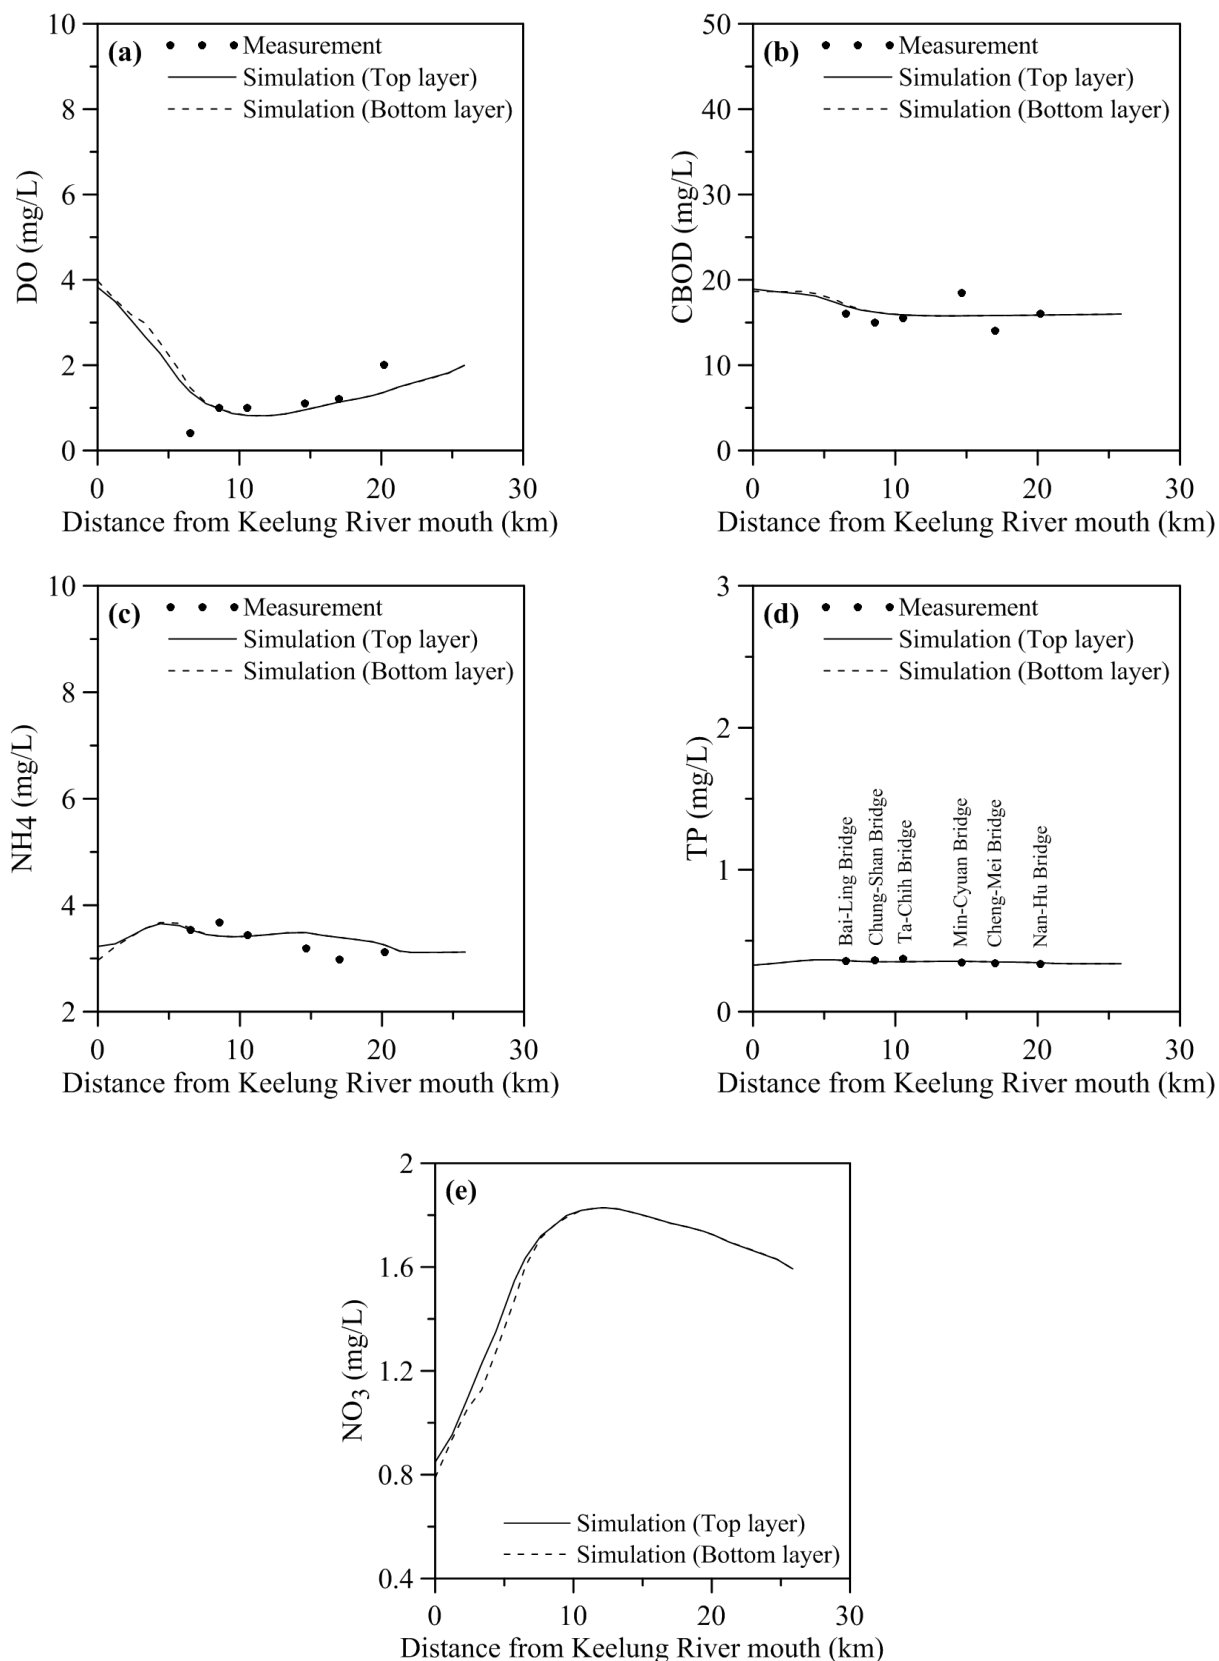 (a)
Measurement
Simulation (Top layer)
Simulation (Bottom layer)
10
8
6
4
2
0
DO (mg/L)
0 10 20 30
Distance from Keelung River mouth (km)
(b)
Measurement
Simulation (Top layer)
Simulation (Bottom layer)
50
40
30
20
10
0
CBOD (mg/L)
0 10 20 30
Distance from Keelung River mouth (km)
(c)
Measurement
Simulation (Top layer)
Simulation (Bottom layer)
10
8
6
4
2
NH4 (mg/L)
0 10 20 30
Distance from Keelung River mouth (km)
(d)
Measurement
Simulation (Top layer)
Simulation (Bottom layer)
3
2
1
0
TP (mg/L)
Bai-Ling Bridge
Chung-Shan Bridge
Ta-Chih Bridge
Min-Cyuan Bridge
Cheng-Mei Bridge
Nan-Hu Bridge
0 10 20 30
Distance from Keelung River mouth (km)
(e)
2
1.6
1.2
0.8
0.4
NO3 (mg/L)
Simulation (Top layer)
Simulation (Bottom layer)
0 10 20 30
Distance from Keelung River mouth (km)